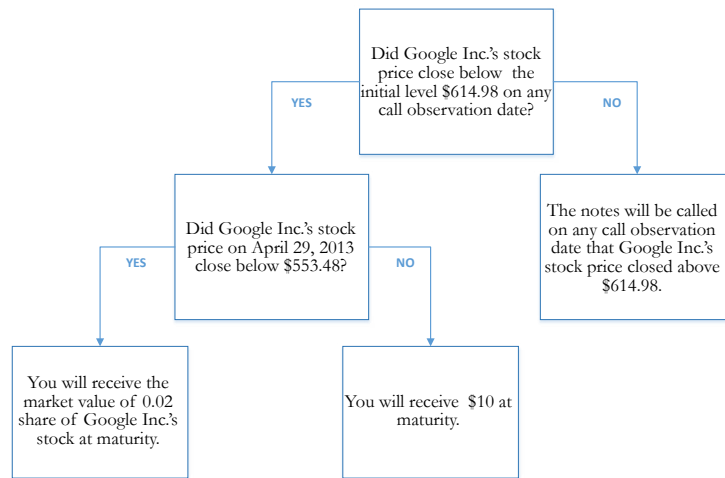 Did Google Inc.'s stock
price close below the
initial level $614.98 on any
call observation date?
YES
NO
Did Google Inc.'s stock
price on April 29, 2013
close below $553.48?
The notes will be called
on any call observation
date that Google Inc.'s
stock price closed above
$614.98.
YES
NO
You will receive the
market value of 0.02
share of Google Inc.'s
stock at maturity.
You will receive $10 at
maturity.